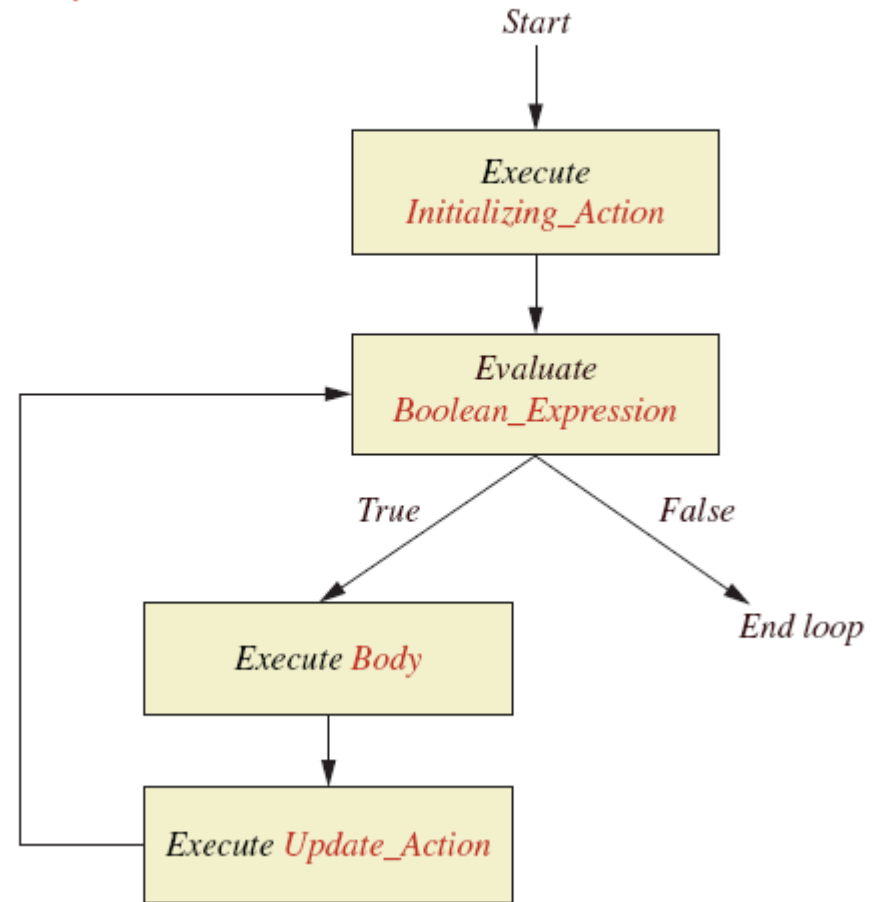 Start
Execute
Initializing_Action
Evaluate
Boolean_Expression
True
False
End loop
Execute Body
Execute Update_Action